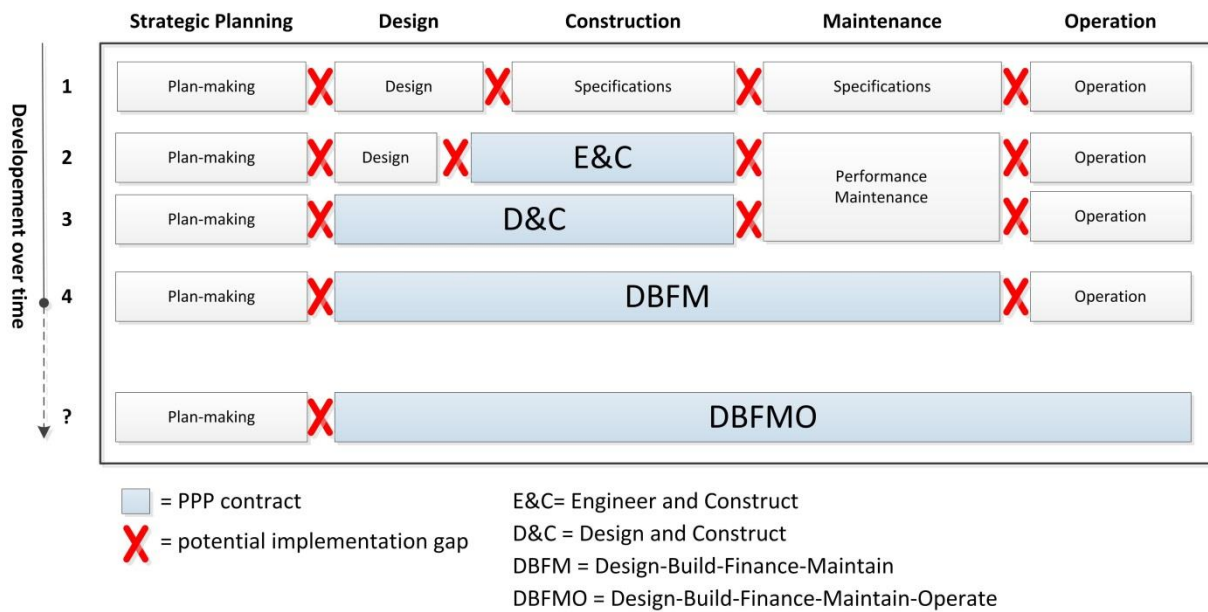 Strategic Planning Design Construction Maintenance Operation
Developement over time
1 Plan-making Design Specifications Specifications Operation
2 Plan-making Design E&C Performance Operation
Maintenance
3 Plan-making D&C Operation
4 Plan-making DBFM Operation
? Plan-making DBFMO
= PPP contract
= potential implementation gap
E&C= Engineer and Construct
D&C = Design and Construct
DBFM = Design-Build-Finance-Maintain
DBFMO = Design-Build-Finance-Maintain-Operate